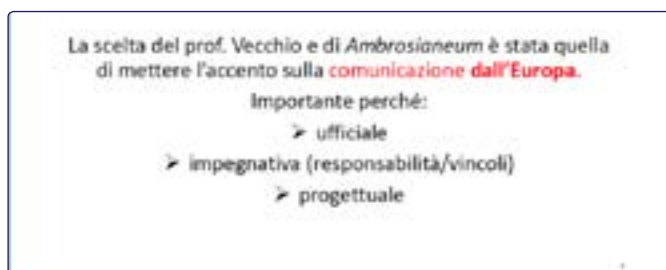 La scelta del prof. Vecchio e di Ambrosianeum è stata quella
di mettere l'accento sulla comunicazione dall'Europa.
Importante perché:
➤ ufficiale
➤ impegnativa (responsabilità/vincoli)
➤ progettuale